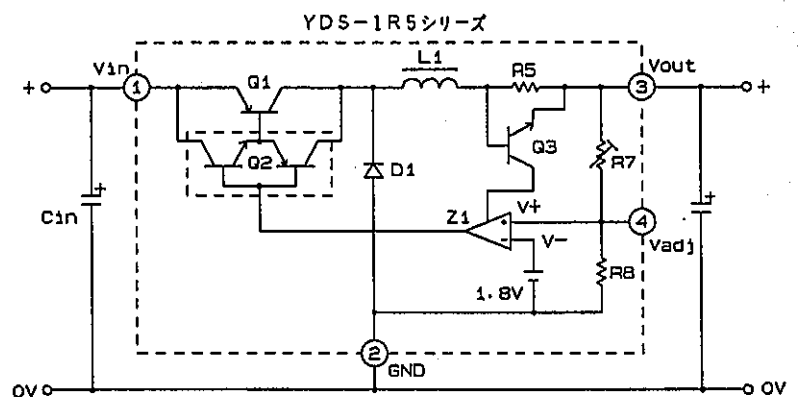 YDS-1R5シリーズ
L1
Vin
Q1
R5
Vout
+
1
3
+
Q2
Q3
R7
D1
Cin
+
Z1
V+
+
4
+
V-
-
Vadj
R8
1.8V
2
GND
0V
0V